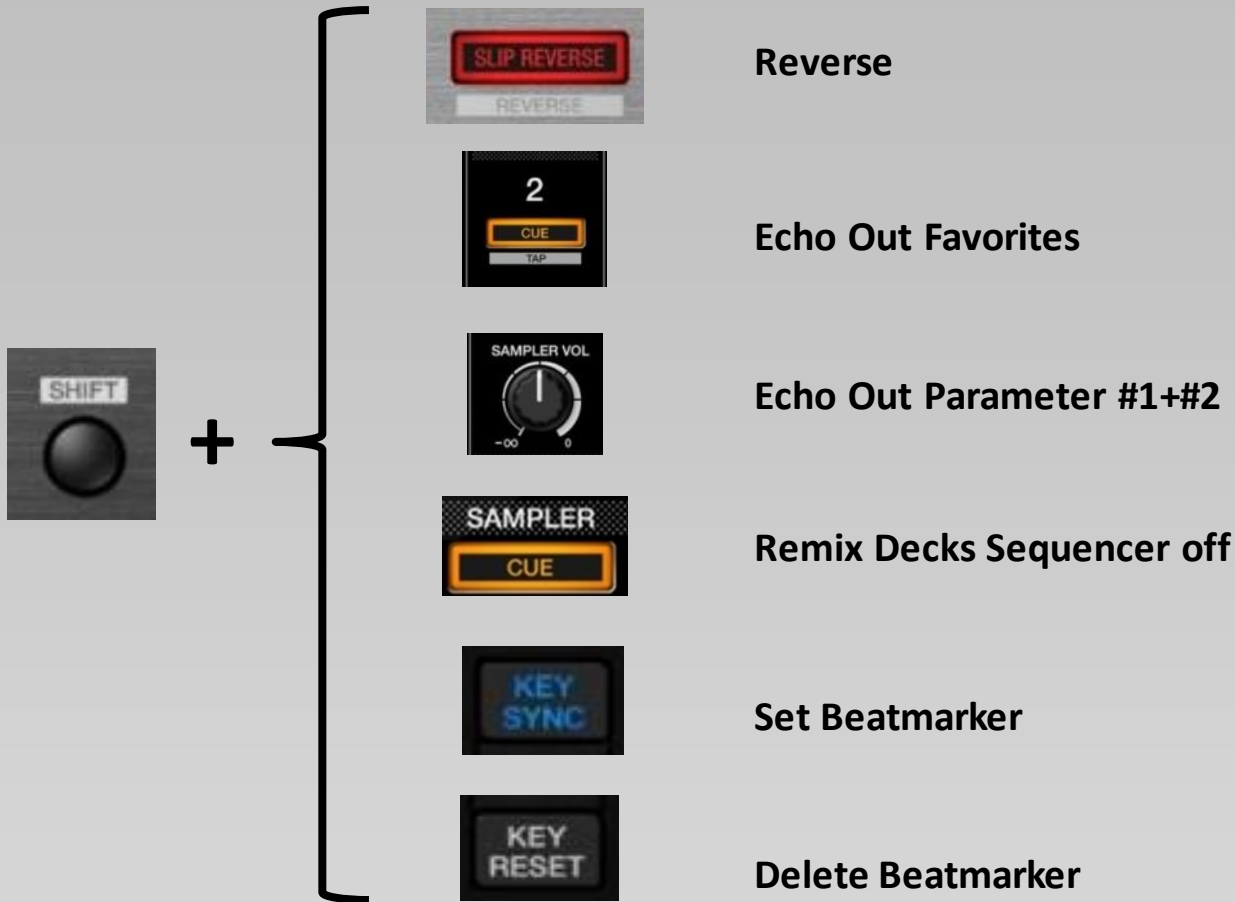 SLIP REVERSE
REVERSE
Reverse
2
CUE
TAP
Echo Out Favorites
SAMPLER VOL
-∞ 0
Echo Out Parameter #1+#2
SHIFT
+
SAMPLER
CUE
Remix Decks Sequencer off
KEY
SYNC
Set Beatmarker
KEY
RESET
Delete Beatmarker